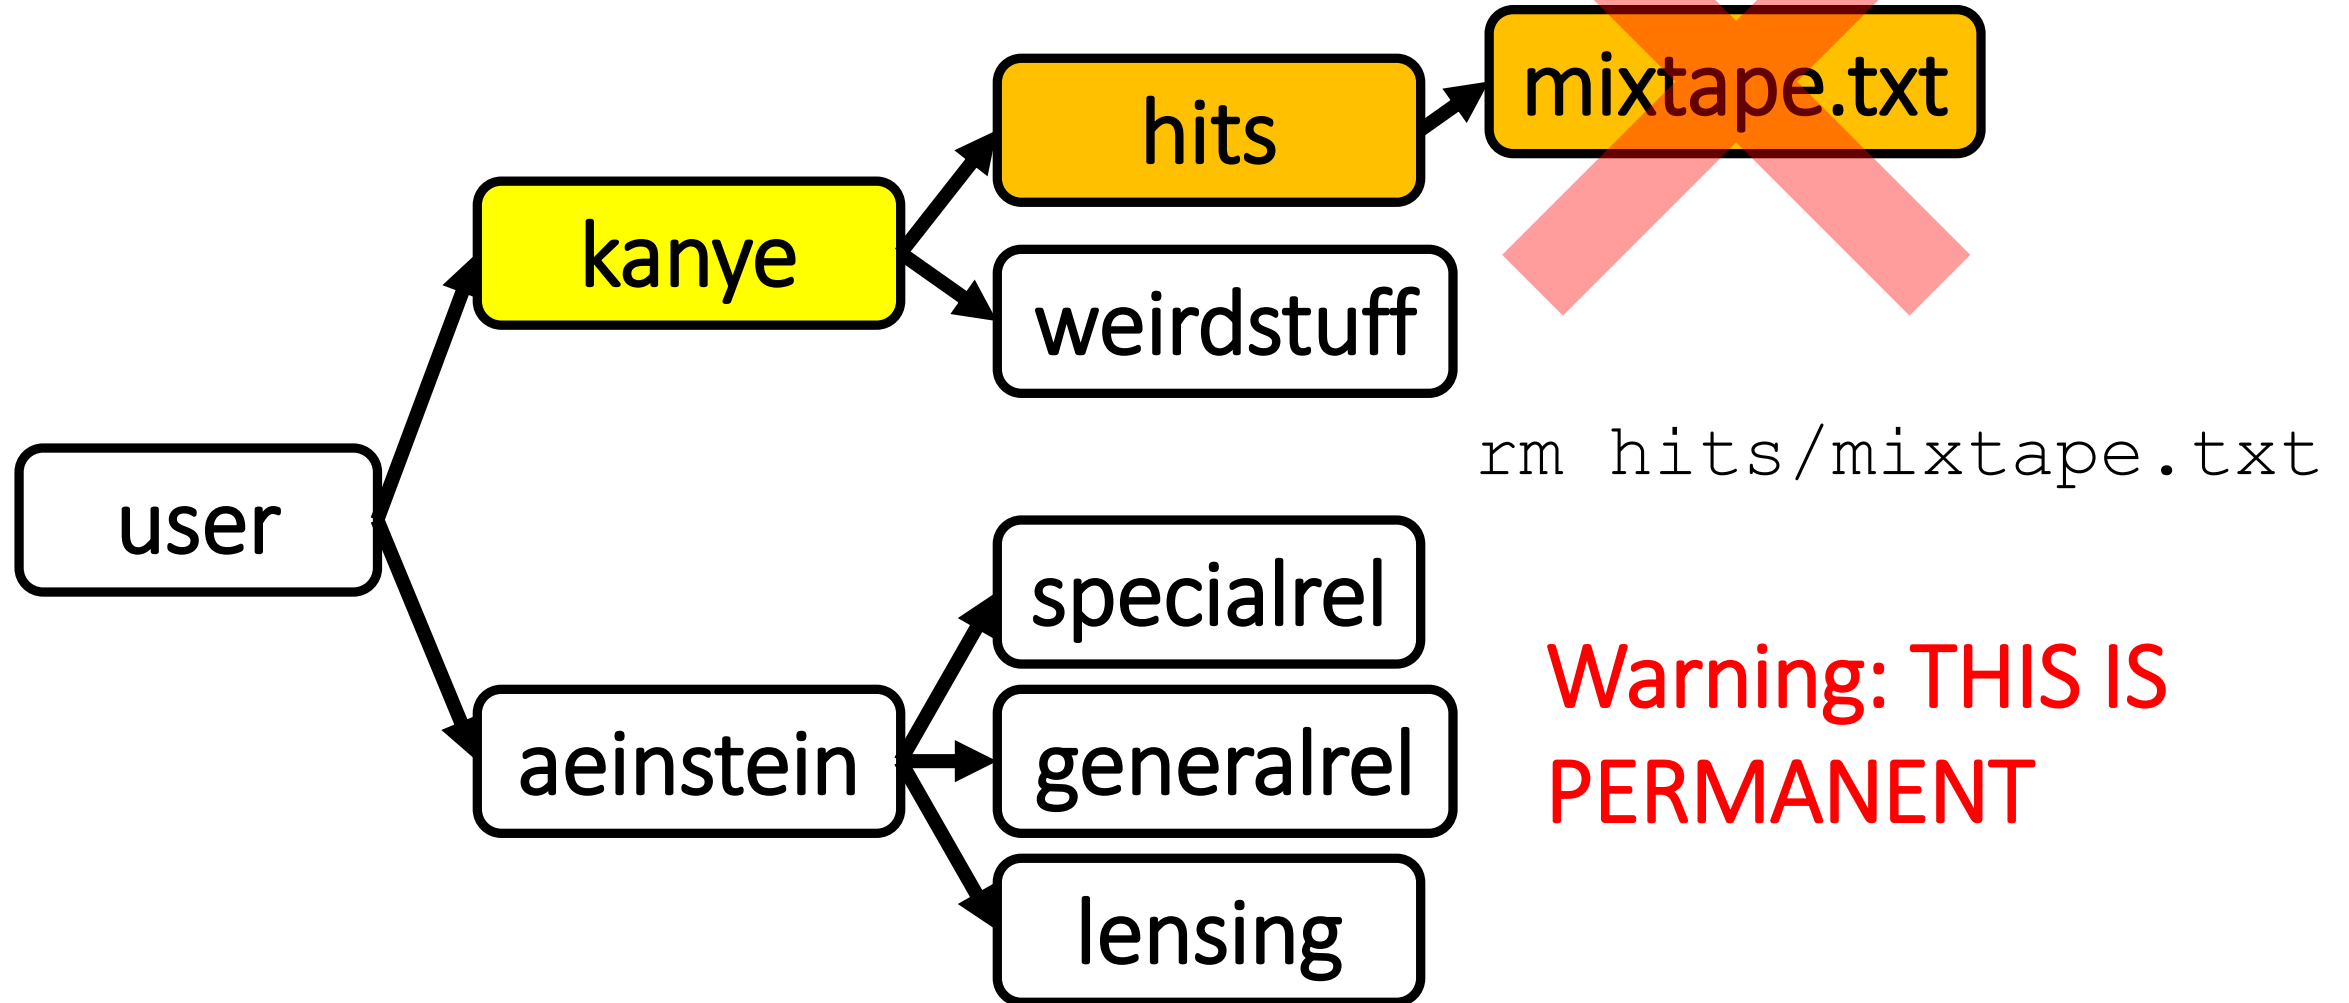 mixtape.txt
hits
kanye
weirdstuff
rm hits/mixtape.txt
user
specialrel
Warning: THIS IS
PERMANENT
aeinstein
generalrel
lensing